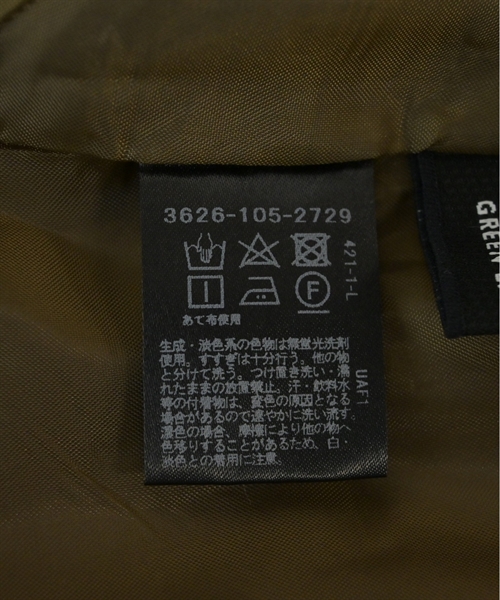 3626-105-2729
421-1-L
F
あて布使用
生成・淡色系の色物は無蛍光洗剤
使用。すすぎは十分行う。他の物
と分けて洗う。つけ置き洗い・濡
れたままの放置禁止。汗・飲料水
等の付着物は、変色の原因となる
場合があるので速やかに洗い流す。
濃色の場合、摩擦により他の物へ
色移りすることがあるため、白・
淡色との着用に注意。
UAF1
GREEN